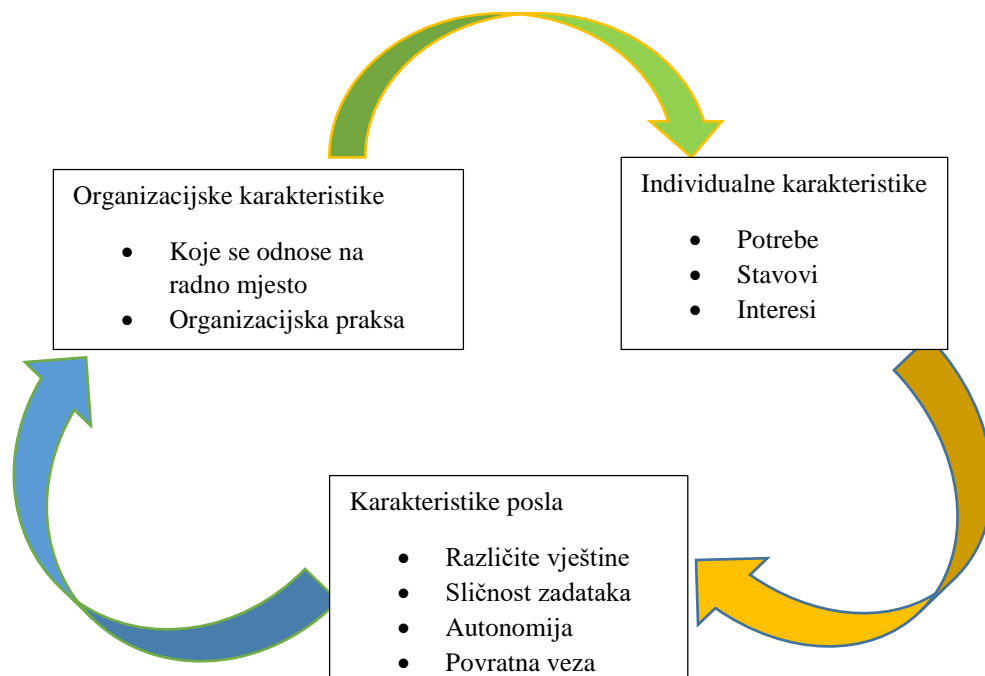 Organizacijske karakteristike
• Koje se odnose na
radno mjesto
• Organizacijska praksa
Individualne karakteristike
• Potrebe
• Stavovi
• Interesi
Karakteristike posla
• Različite vještine
• Sličnost zadataka
• Autonomija
• Povratna veza